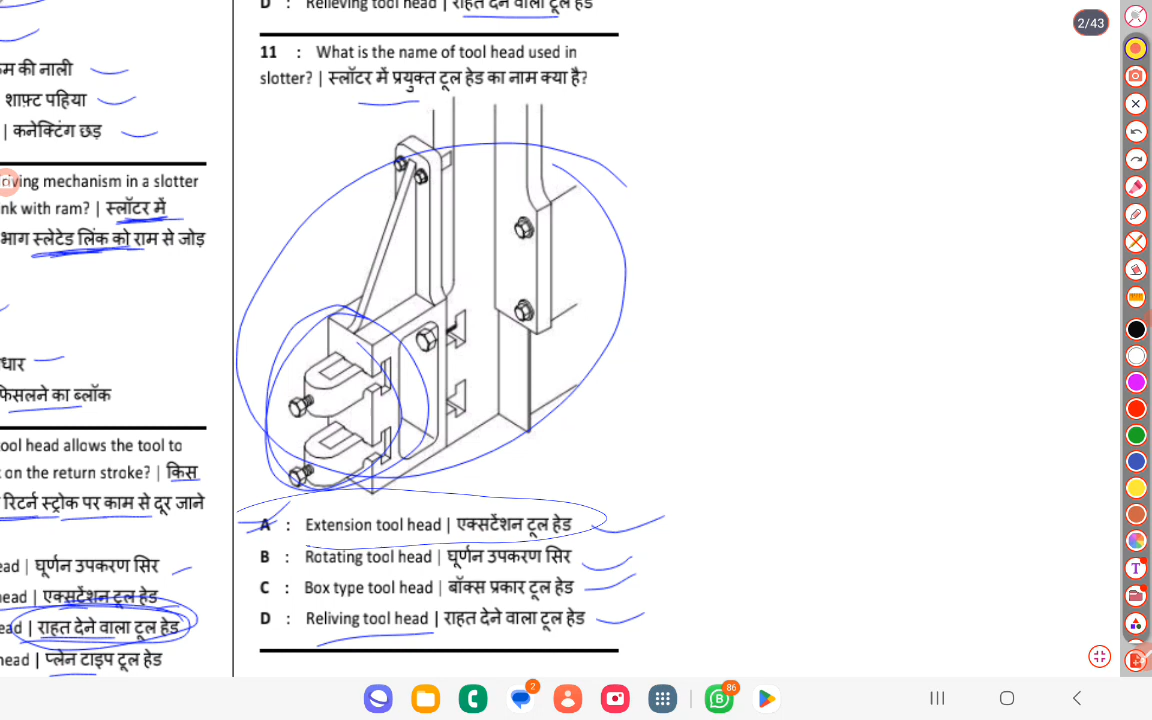 म की नाली
शाफ़्ट पहिया
| कनेक्टिंग छड़
iving mechanism in a slotter
nk with ram? | स्लॉटर में
भाग स्लेटेड लिंक को राम से जोड़
धार
फिसलने का ब्लॉक
ool head allows the tool to
on the return stroke? | किस
रिटर्न स्ट्रोक पर काम से दूर जाने
ead | घूर्णन उपकरण सिर
ead | एक्सटेंशन टूल हेड
ead | राहत देने वाला टूल हेड
head | प्लेन टाइप टूल हेड
D : Relieving tool head | राहत देने वाला टूल हेड
11 : What is the name of tool head used in
slotter? | स्लॉटर में प्रयुक्त टूल हेड का नाम क्या है?
A : Extension tool head | एक्सटेंशन टूल हेड
B : Rotating tool head | घूर्णन उपकरण सिर
C : Box type tool head | बॉक्स प्रकार टूल हेड
D : Reliving tool head | राहत देने वाला टूल हेड
2/43
T
2
86